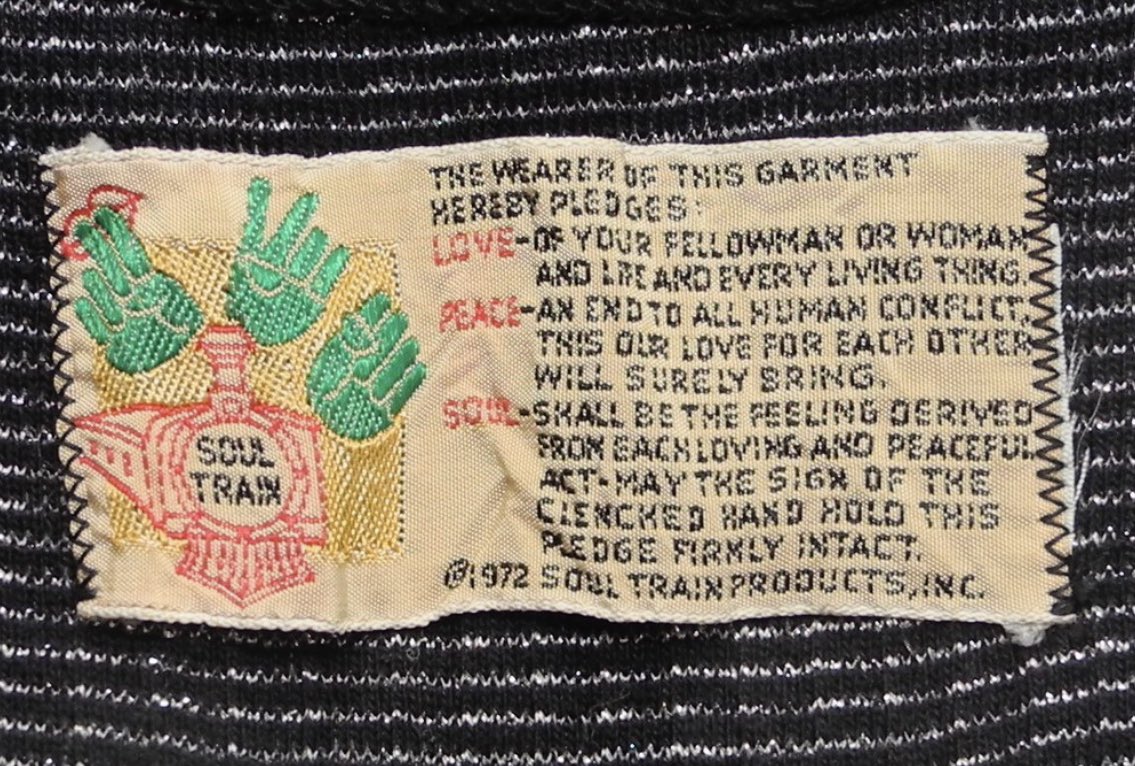 SOUL
TRAIN
THE WEARER OF THIS GARMENT
HEREBY PLEDGES:
LOVE-OF YOUR FELLOWMAN OR WOMAN
AND LIFE AND EVERY LIVING THING.
PEACE-AN END TO ALL HUMAN CONFLICT,
THIS OUR LOVE FOR EACH OTHER
WILL SURELY BRING.
SOUL-SHALL BE THE FEELING DERIVED
FROM EACH LOVING AND PEACEFUL
ACT-MAY THE SIGN OF THE
CLENCHED HAND HOLD THIS
PLEDGE FIRMLY INTACT.
©1972 SOUL TRAIN PRODUCTS, INC.